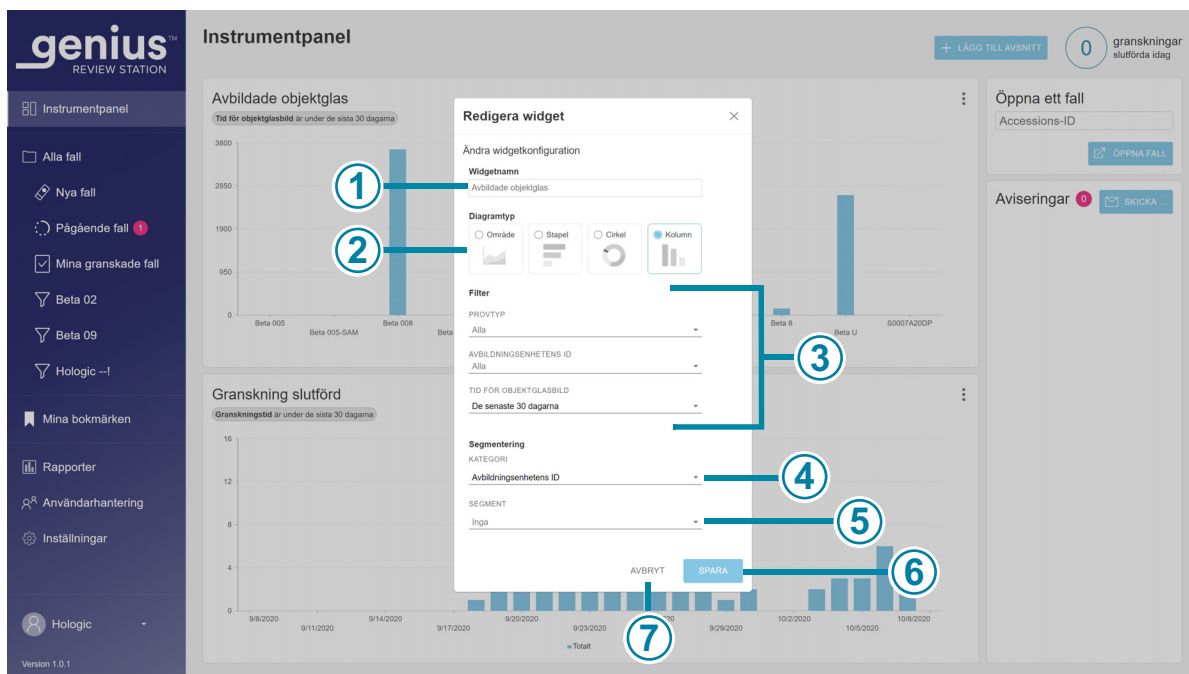 genius™
REVIEW STATION
Instrumentpanel
Alla fall
Nya fall
Pågående fall 1
Mina granskade fall
Beta 02
Beta 09
Hologic --!
Mina bokmärken
Rapporter
Användarhantering
Inställningar
Hologic
Version 1.0.1
Instrumentpanel
+ LÄGG TILL AVSNITT
0
granskningar
slutförda idag
Avbildade objektglas
Tid för objektglasbild är under de sista 30 dagarna
3800
2850
1900
950
0
Beta 005
Beta 005-SAM
Beta 008
Beta
Beta 8
Beta U
S0007A20DP
Granskning slutförd
Granskningstid är under de sista 30 dagarna
16
12
8
4
0
9/8/2020
9/11/2020
9/14/2020
9/17/2020
9/20/2020
9/23/2020
20
9/29/2020
10/2/2020
10/5/2020
10/8/2020
Totalt
Öppna ett fall
Accessions-ID
ÖPPNA FALL
Aviseringar 0
SKICKA ...
Redigera widget
Ändra widgetkonfiguration
Widgetnamn
Avbildade objektglas
Diagramtyp
Område
Stapel
Cirkel
Kolumn
Filter
PROVTYP
Alla
AVBILDNINGSENHETENS ID
Alla
TID FÖR OBJEKTGLASBILD
De senaste 30 dagarna
Segmentering
KATEGORI
Avbildningsenhetens ID
SEGMENT
Inga
AVBRYT
SPARA
1
2
3
4
5
6
7